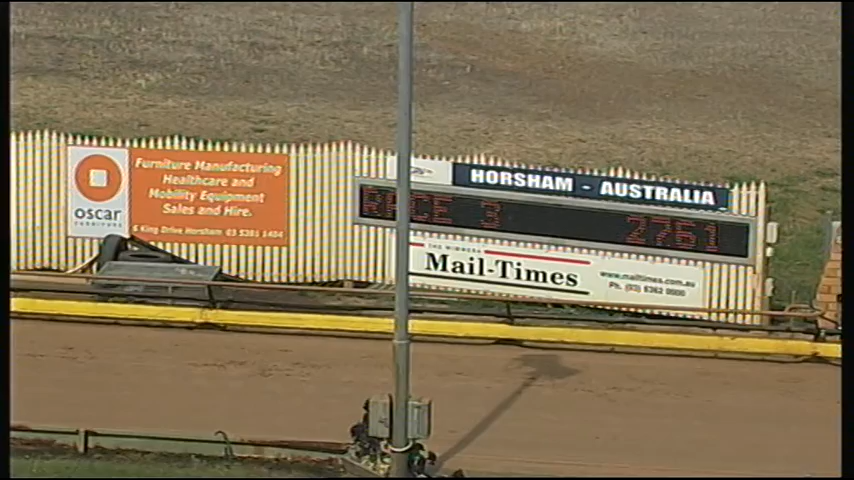 oscar
FURNITURE
Furniture Manufacturing
Healthcare and
Mobility Equipment
Sales and Hire.
6 King Drive Horsham 03 5381 1404
HORSHAM - AUSTRALIA
RACE 3 2761
THE WIMMERA
Mail-Times
www.mailtimes.com.au
Ph. (03) 5382 0000